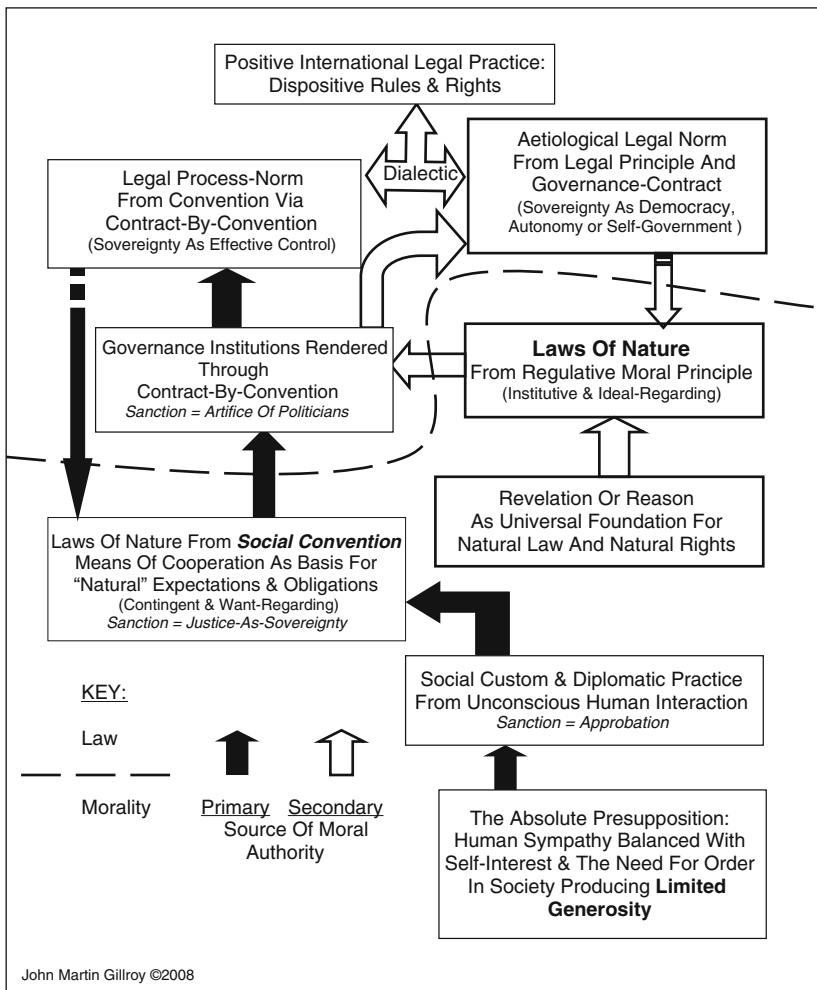 Positive International Legal Practice:
Dispositive Rules & Rights
Dialectic
Legal Process-Norm
From Convention Via
Contract-By-Convention
(Sovereignty As Effective Control)
Aetiological Legal Norm
From Legal Principle And
Governance-Contract
(Sovereignty As Democracy,
Autonomy or Self-Government )
Governance Institutions Rendered
Through
Contract-By-Convention
Sanction = Artifice Of Politicians
Laws Of Nature
From Regulative Moral Principle
(Institutive & Ideal-Regarding)
Revelation Or Reason
As Universal Foundation For
Natural Law And Natural Rights
Laws Of Nature From Social Convention
Means Of Cooperation As Basis For
“Natural” Expectations & Obligations
(Contingent & Want-Regarding)
Sanction = Justice-As-Sovereignty
Social Custom & Diplomatic Practice
From Unconscious Human Interaction
Sanction = Approbation
The Absolute Presupposition:
Human Sympathy Balanced With
Self-Interest & The Need For Order
In Society Producing Limited
Generosity
KEY:
Law
Morality
Primary Secondary
Source Of Moral
Authority
John Martin Gillroy ©2008